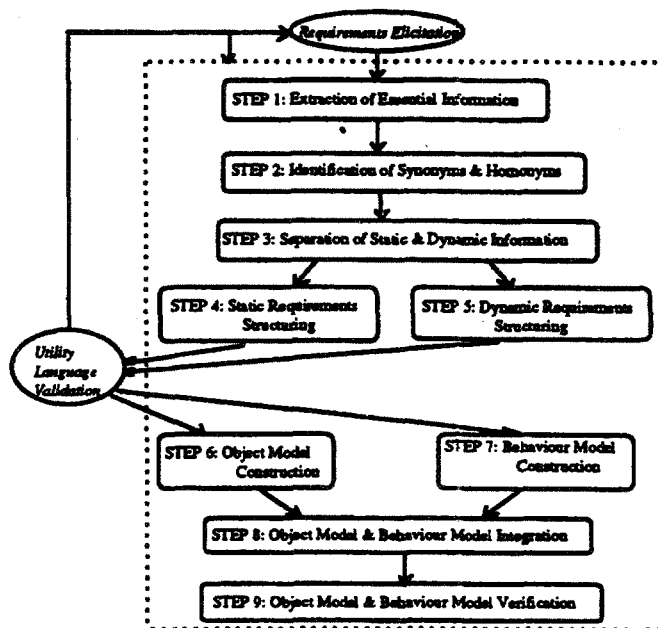 Requirements Elicitation
STEP 1: Extraction of Essential Information
STEP 2: Identification of Synonyms & Homonyms
STEP 3: Separation of Static & Dynamic Information
STEP 4: Static Requirements
Structuring
STEP 5: Dynamic Requirements
Structuring
Utility
Language
Validation
STEP 6: Object Model
Construction
STEP 7: Behaviour Model
Construction
STEP 8: Object Model & Behaviour Model Integration
STEP 9: Object Model & Behaviour Model Verification